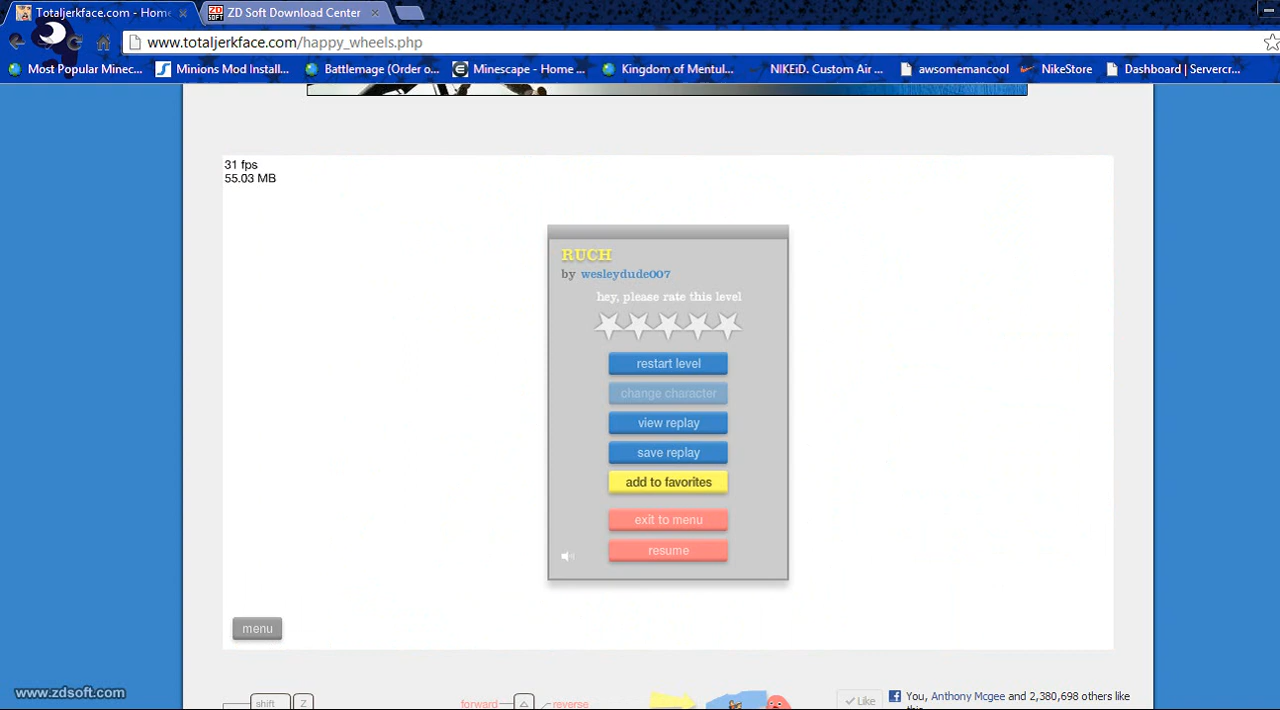 Totaljerkface.com - Home
ZD SOFT
ZD Soft Download Center
www.totaljerkface.com/happy_wheels.php
Most Popular Minec...
Minions Mod Install...
Battlemage (Order o...
Minescape - Home ...
Kingdom of Mentul...
NIKEiD. Custom Air ...
awsomemancool
NikeStore
Dashboard | Servercr...
31 fps
55.03 MB
RUCH
by wesleydude007
hey, please rate this level
restart level
change character
view replay
save replay
add to favorites
exit to menu
resume
menu
www.zdsoft.com
shift
Z
forward
reverse
Like
You, Anthony Mcgee and 2,380,698 others like